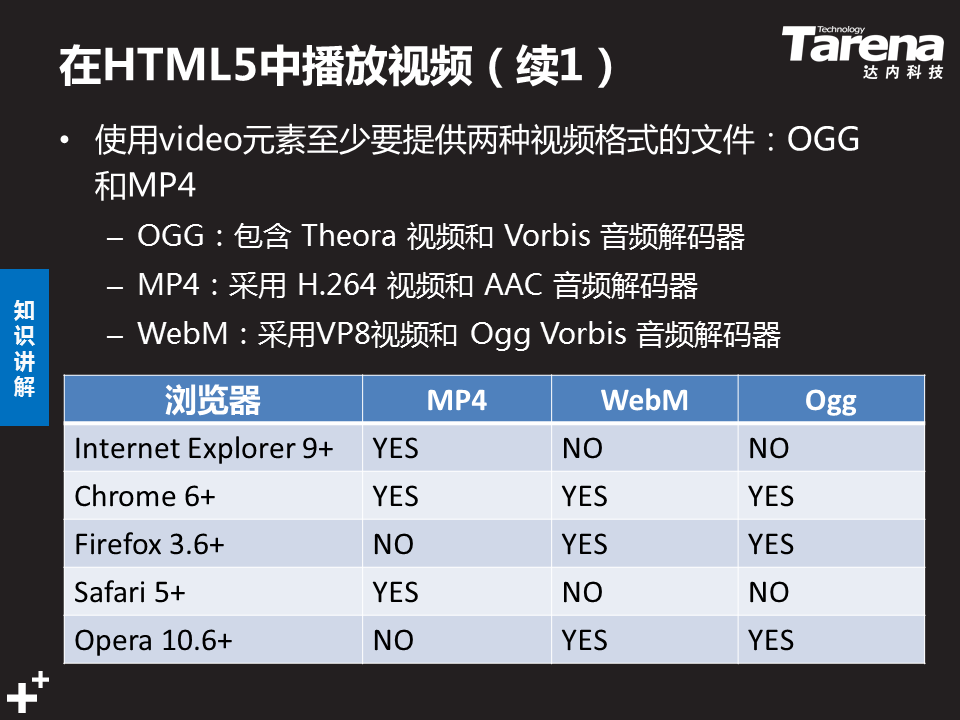 在HTML5中播放视频（续1）
Technology
Tarena
达内科技
• 使用video元素至少要提供两种视频格式的文件：OGG
和MP4
– OGG：包含 Theora 视频和 Vorbis 音频解码器
– MP4：采用 H.264 视频和 AAC 音频解码器
– WebM：采用VP8视频和 Ogg Vorbis 音频解码器
知识讲解
浏览器 MP4 WebM Ogg
Internet Explorer 9+ YES NO NO
Chrome 6+ YES YES YES
Firefox 3.6+ NO YES YES
Safari 5+ YES NO NO
Opera 10.6+ NO YES YES